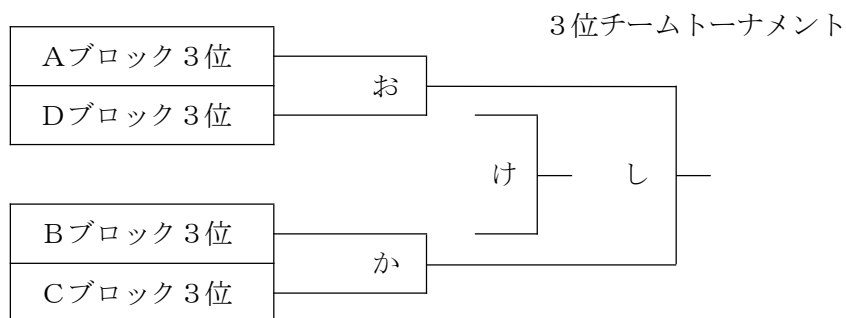 3位チームトーナメント
Aブロック3位
お
Dブロック3位
け
し
Bブロック3位
か
Cブロック3位